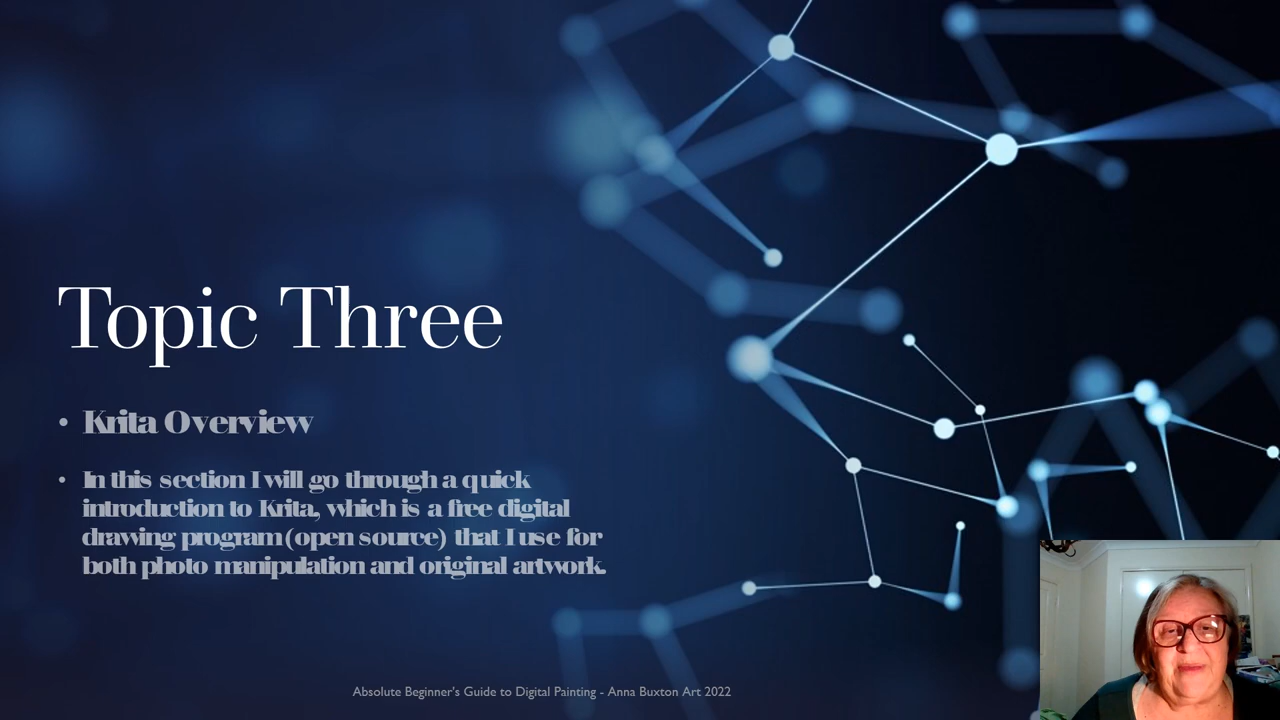 Topic Three
• Krita Overview
• In this section I will go through a quick
introduction to Krita, which is a free digital
drawing program (open source) that I use for
both photo manipulation and original artwork.
Absolute Beginner's Guide to Digital Painting - Anna Buxton Art 2022